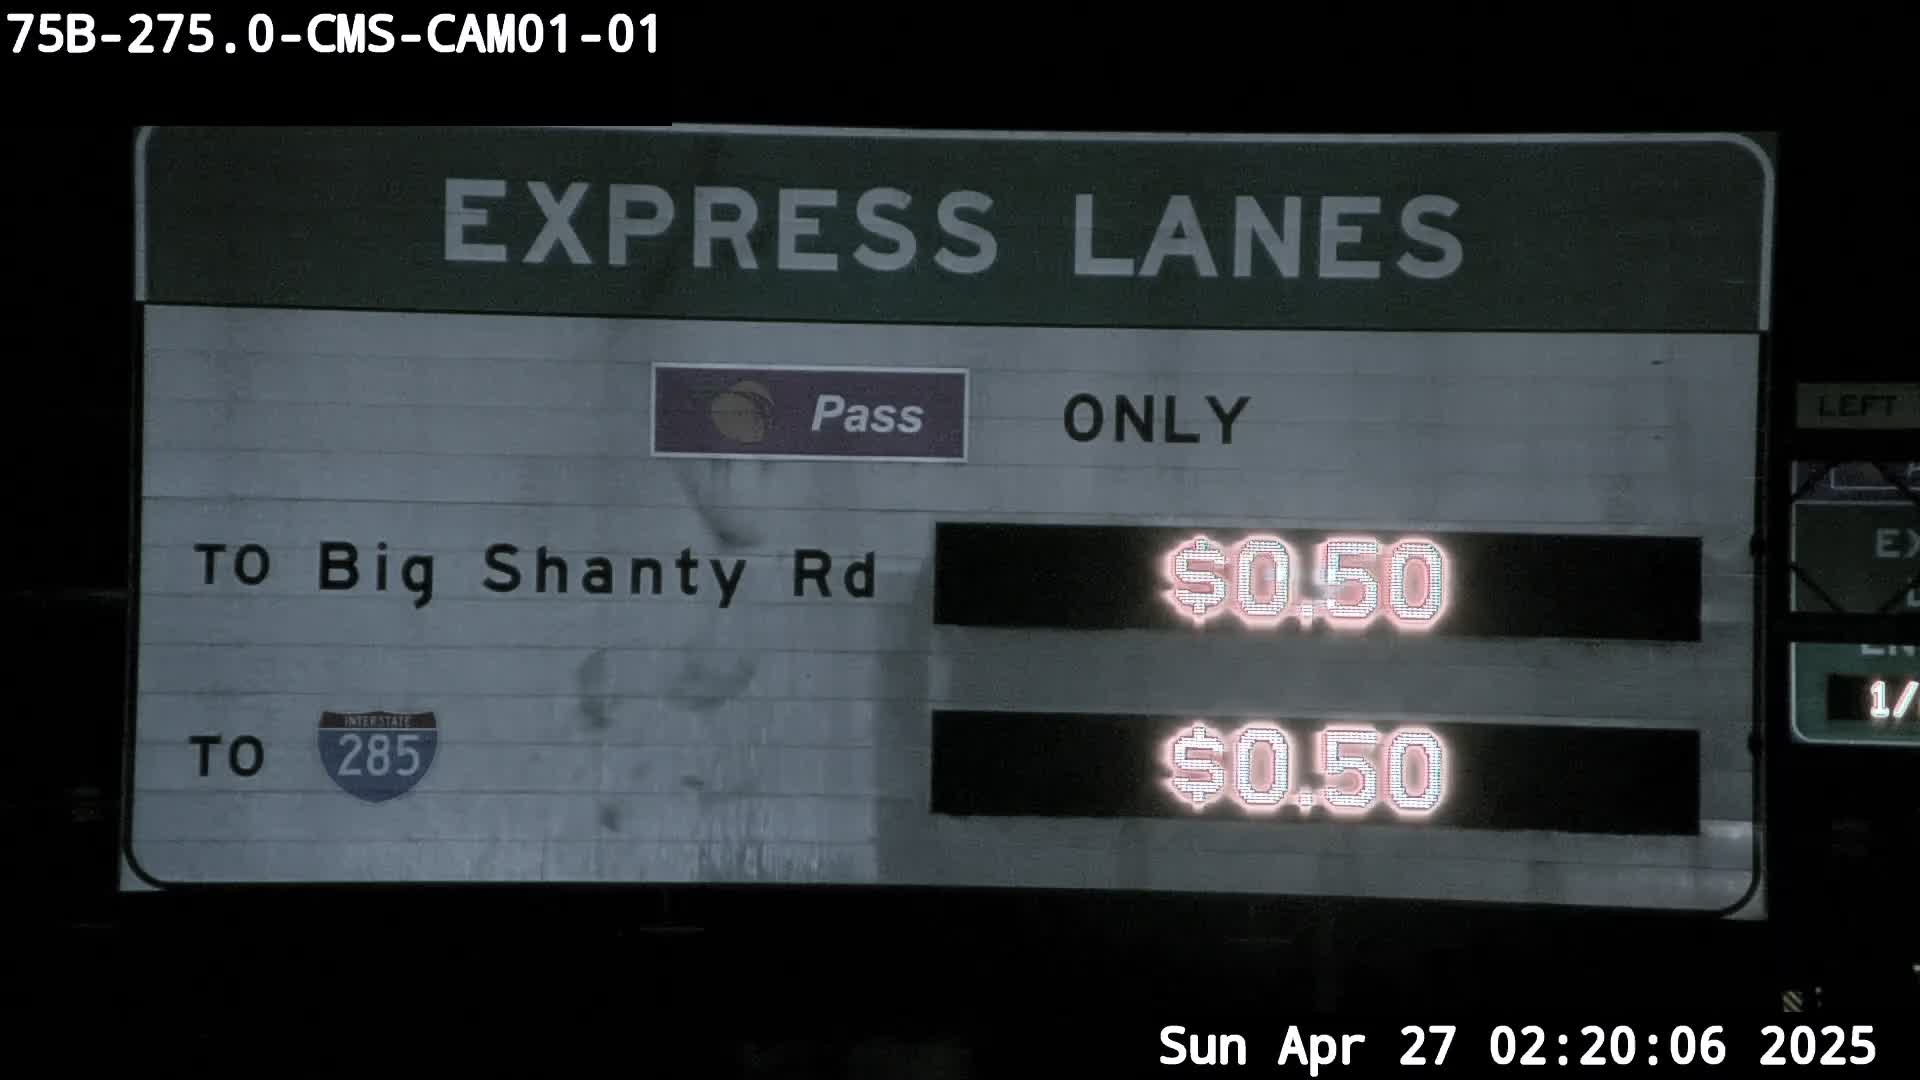 75B-275.0-CMS-CAM01-01
EXPRESS LANES
Pass ONLY
TO Big Shanty Rd $0.50
TO INTERSTATE 285 $0.50
LEFT
1/
Sun Apr 27 02:20:06 2025